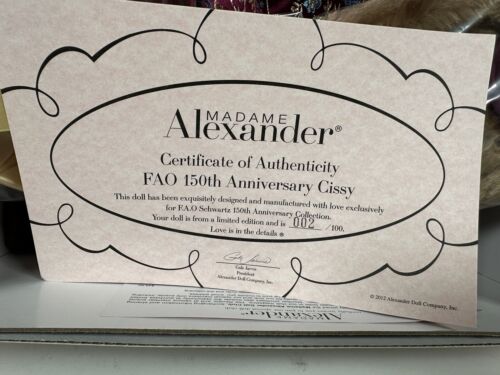 MADAME
Alexander®
Certificate of Authenticity
FAO 150th Anniversary Cissy
This doll has been exquisitely designed and manufactured with love exclusively
for F.A.O Schwartz 150th Anniversary Collection.
Your doll is from a limited edition and is 002 /100.
Love is in the details ®
Gale Jarvis
President
Alexander Doll Company, Inc.
© 2012 Alexander Doll Company, Inc.